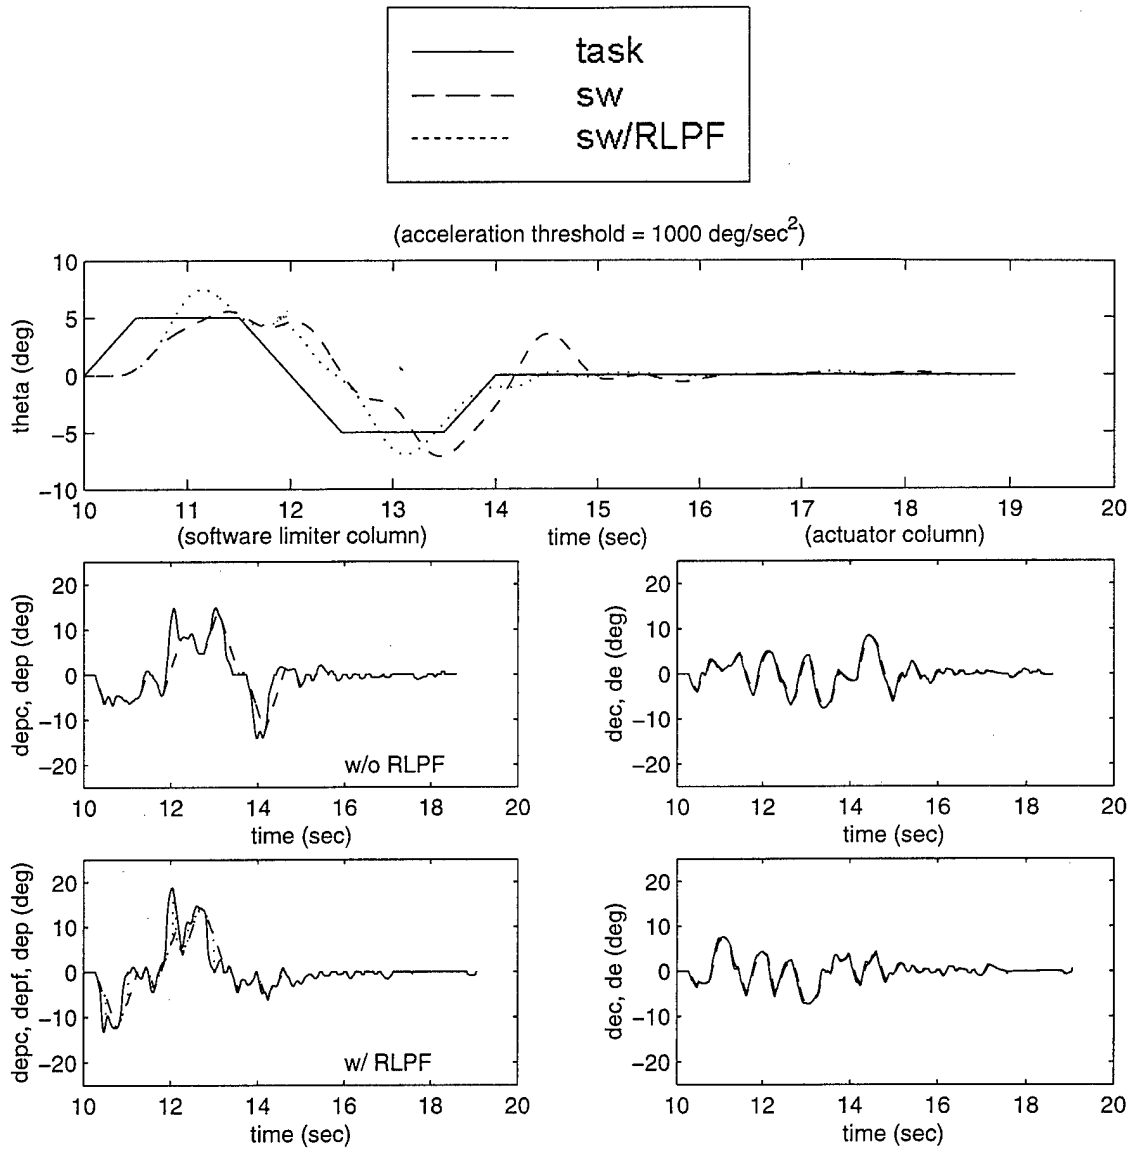 task
sw
sw/RLPF
(acceleration threshold = 1000 deg/sec2)
10
5
0
−5
−10
theta (deg)
10 11 12 13 14 15 16 17 18 19 20
(software limiter column) time (sec) (actuator column)
20
10
0
−10
−20
depc, dep (deg)
w/o RLPF
10 12 14 16 18 20
time (sec)
20
10
0
−10
−20
dec, de (deg)
10 12 14 16 18 20
time (sec)
20
10
0
−10
−20
depc, depf, dep (deg)
w/ RLPF
10 12 14 16 18 20
time (sec)
20
10
0
−10
−20
dec, de (deg)
10 12 14 16 18 20
time (sec)